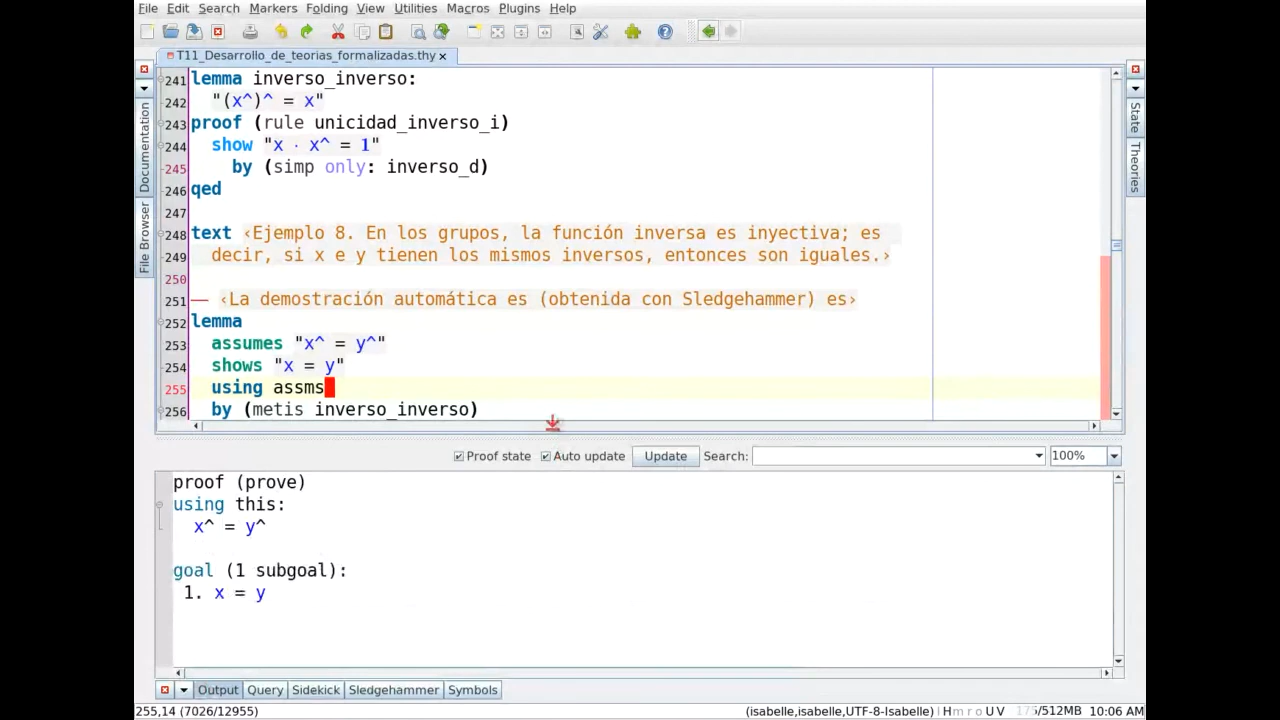 File Edit Search Markers Folding View Utilities Macros Plugins Help
T11_Desarrollo_de_teorias_formalizadas.thy
Documentation
File Browser
State
Theories
241 lemma inverso_inverso:
242 "(x^)^ = x"
243 proof (rule unicidad_inverso_i)
244 show "x · x^ = 1"
245 by (simp only: inverso_d)
246 qed
247
248 text ‹Ejemplo 8. En los grupos, la función inversa es inyectiva; es
249 decir, si x e y tienen los mismos inversos, entonces son iguales.›
250
251 — ‹La demostración automática es (obtenida con Sledgehammer) es›
252 lemma
253 assumes "x^ = y^"
254 shows "x = y"
255 using assms
256 by (metis inverso_inverso)
Proof state Auto update Update Search: 100%
proof (prove)
using this:
x^ = y^
goal (1 subgoal):
1. x = y
Output Query Sidekick Sledgehammer Symbols
255,14 (7026/12955) (isabelle,isabelle,UTF-8-Isabelle) | H m r o U V /512MB 10:06 AM